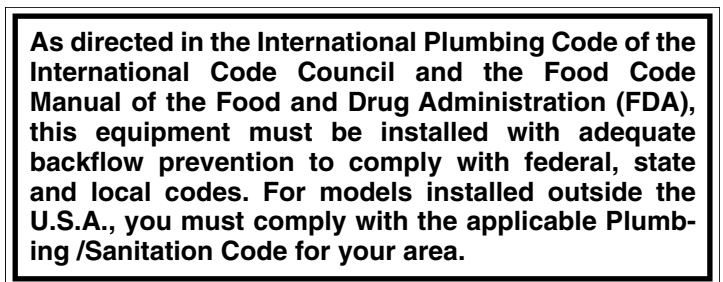 As directed in the International Plumbing Code of the
International Code Council and the Food Code
Manual of the Food and Drug Administration (FDA),
this equipment must be installed with adequate
backflow prevention to comply with federal, state
and local codes. For models installed outside the
U.S.A., you must comply with the applicable Plumb-
ing /Sanitation Code for your area.